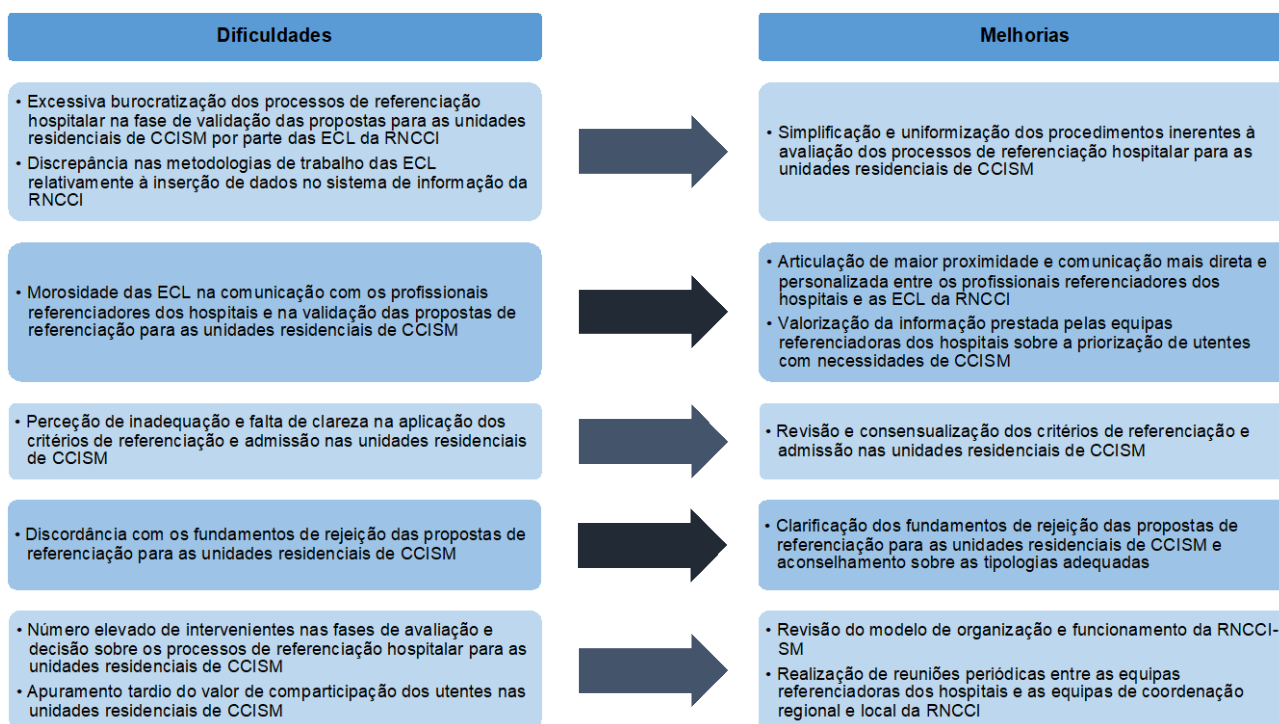 Dificuldades
Melhorias
• Excessiva burocratização dos processos de referenciação
hospitalar na fase de validação das propostas para as unidades
residenciais de CCISM por parte das ECL da RNCCI
• Discrepância nas metodologias de trabalho das ECL
relativamente à inserção de dados no sistema de informação da
RNCCI
• Simplificação e uniformização dos procedimentos inerentes à
avaliação dos processos de referenciação hospitalar para as
unidades residenciais de CCISM
• Morosidade das ECL na comunicação com os profissionais
referenciadores dos hospitais e na validação das propostas de
referenciação para as unidades residenciais de CCISM
• Articulação de maior proximidade e comunicação mais direta e
personalizada entre os profissionais referenciadores dos
hospitais e as ECL da RNCCI
• Valorização da informação prestada pelas equipas
referenciadoras dos hospitais sobre a priorização de utentes
com necessidades de CCISM
• Perceção de inadequação e falta de clareza na aplicação dos
critérios de referenciação e admissão nas unidades residenciais
de CCISM
• Revisão e consensualização dos critérios de referenciação e
admissão nas unidades residenciais de CCISM
• Discordância com os fundamentos de rejeição das propostas de
referenciação para as unidades residenciais de CCISM
• Clarificação dos fundamentos de rejeição das propostas de
referenciação para as unidades residenciais de CCISM e
aconselhamento sobre as tipologias adequadas
• Número elevado de intervenientes nas fases de avaliação e
decisão sobre os processos de referenciação hospitalar para as
unidades residenciais de CCISM
• Apuramento tardio do valor de comparticipação dos utentes nas
unidades residenciais de CCISM
• Revisão do modelo de organização e funcionamento da RNCCI-
SM
• Realização de reuniões periódicas entre as equipas
referenciadoras dos hospitais e as equipas de coordenação
regional e local da RNCCI